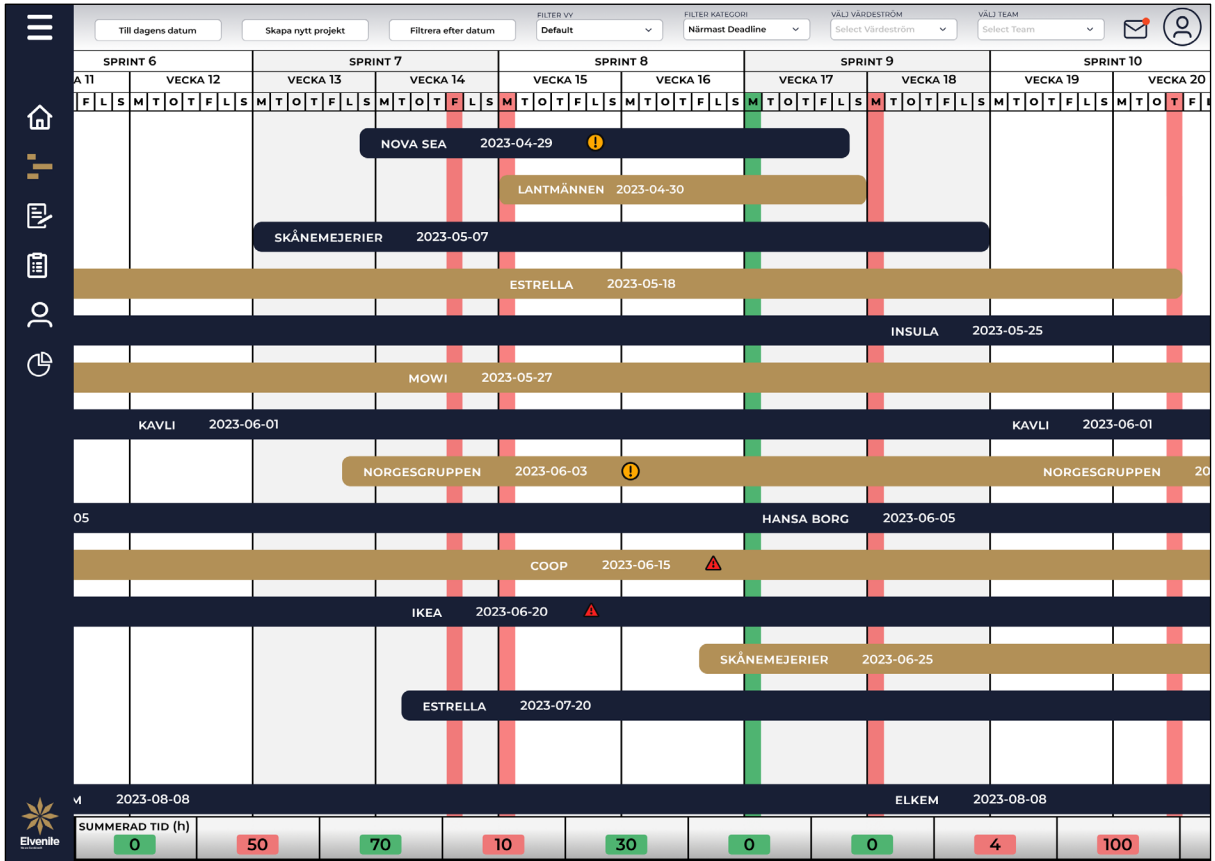 FILTER VY
FILTER KATEGORI
VÄLJ VÄRDESTRÖM
VÄLJ TEAM
Till dagens datum
Skapa nytt projekt
Filtrera efter datum
Default
Närmast Deadline
Select Värdeström
Select Team
SPRINT 6 SPRINT 7 SPRINT 8 SPRINT 9 SPRINT 10
A 11 VECKA 12 VECKA 13 VECKA 14 VECKA 15 VECKA 16 VECKA 17 VECKA 18 VECKA 19 VECKA 20
F L S M T O T F L S M T O T F L S M T O T F L S M T O T F L S M T O T F L S M T O T F L S M T O T F L S M T O T F L S M T O T F L
NOVA SEA 2023-04-29
LANTMÄNNEN 2023-04-30
SKÅNEMEJERIER 2023-05-07
ESTRELLA 2023-05-18
INSULA 2023-05-25
MOWI 2023-05-27
KAVLI 2023-06-01 KAVLI 2023-06-01
NORGESGRUPPEN 2023-06-03 NORGESGRUPPEN 20
05 HANSA BORG 2023-06-05
COOP 2023-06-15
IKEA 2023-06-20
SKÅNEMEJERIER 2023-06-25
ESTRELLA 2023-07-20
M 2023-08-08 ELKEM 2023-08-08
SUMMERAD TID (h)
0 50 70 10 30 0 0 4 100
Elvenite